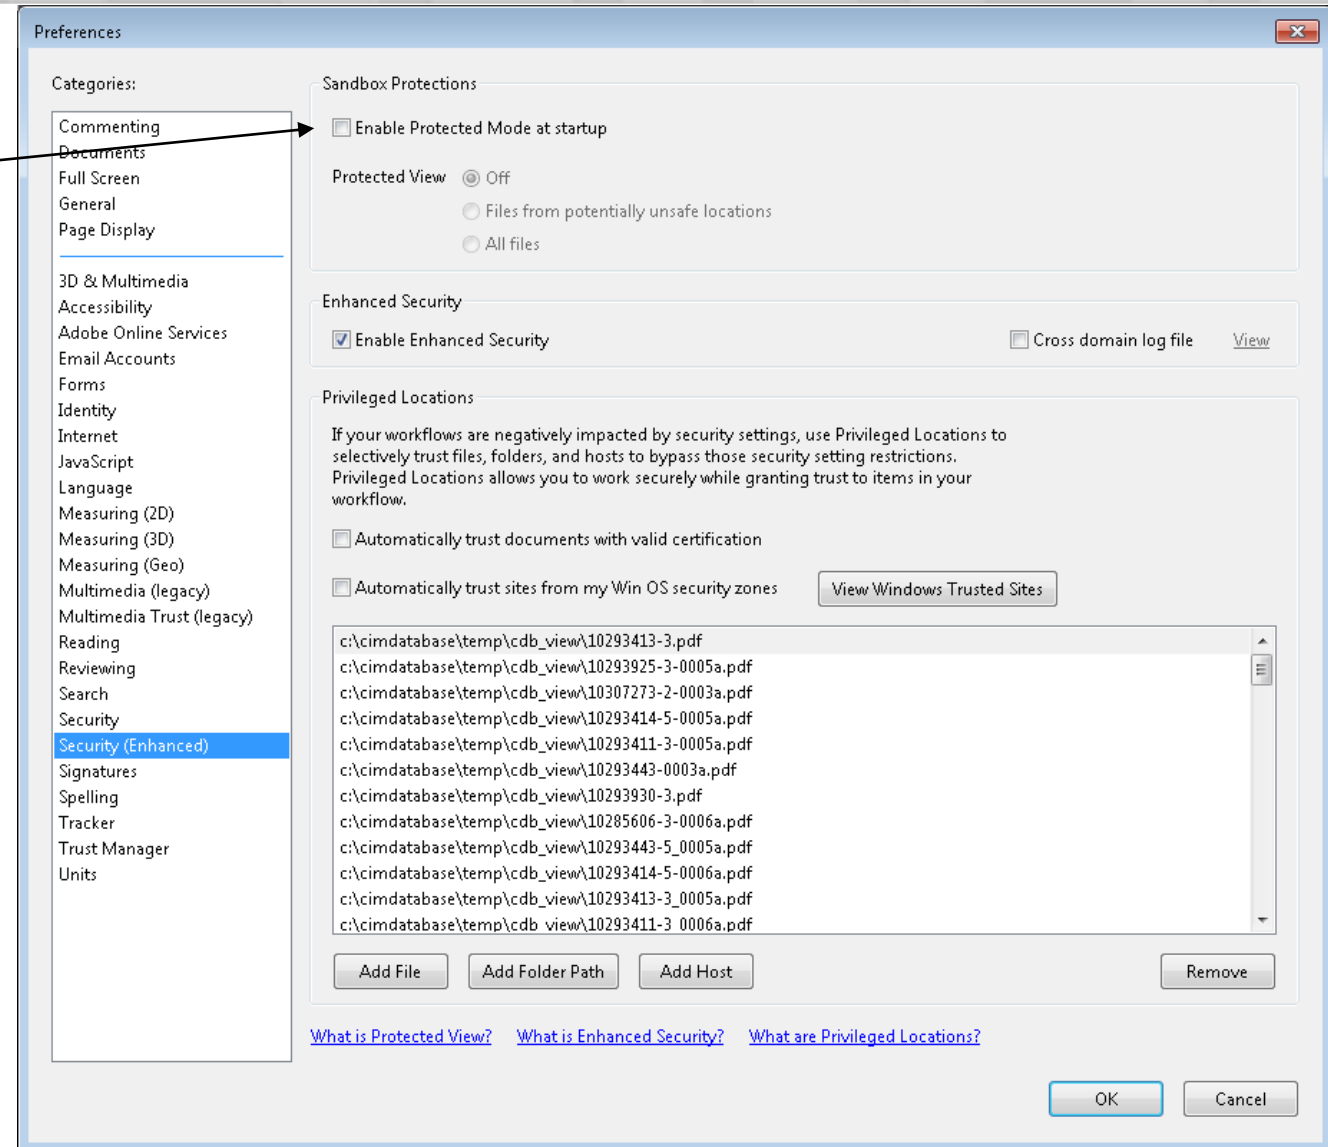 Preferences
Categories:
Commenting
Documents
Full Screen
General
Page Display
3D & Multimedia
Accessibility
Adobe Online Services
Email Accounts
Forms
Identity
Internet
JavaScript
Language
Measuring (2D)
Measuring (3D)
Measuring (Geo)
Multimedia (legacy)
Multimedia Trust (legacy)
Reading
Reviewing
Search
Security
Security (Enhanced)
Signatures
Spelling
Tracker
Trust Manager
Units
Sandbox Protections
Enable Protected Mode at startup
Protected View Off
Files from potentially unsafe locations
All files
Enhanced Security
Enable Enhanced Security Cross domain log file View
Privileged Locations
If your workflows are negatively impacted by security settings, use Privileged Locations to
selectively trust files, folders, and hosts to bypass those security setting restrictions.
Privileged Locations allows you to work securely while granting trust to items in your
workflow.
Automatically trust documents with valid certification
Automatically trust sites from my Win OS security zones View Windows Trusted Sites
c:\cimdatabase\temp\cdb_view\10293413-3.pdf
c:\cimdatabase\temp\cdb_view\10293925-3-0005a.pdf
c:\cimdatabase\temp\cdb_view\10307273-2-0003a.pdf
c:\cimdatabase\temp\cdb_view\10293414-5-0005a.pdf
c:\cimdatabase\temp\cdb_view\10293411-3-0005a.pdf
c:\cimdatabase\temp\cdb_view\10293443-0003a.pdf
c:\cimdatabase\temp\cdb_view\10293930-3.pdf
c:\cimdatabase\temp\cdb_view\10285606-3-0006a.pdf
c:\cimdatabase\temp\cdb_view\10293443-5_0005a.pdf
c:\cimdatabase\temp\cdb_view\10293414-5-0006a.pdf
c:\cimdatabase\temp\cdb_view\10293413-3_0005a.pdf
c:\cimdatabase\temp\cdb_view\10293411-3_0006a.pdf
Add File Add Folder Path Add Host Remove
What is Protected View? What is Enhanced Security? What are Privileged Locations?
OK Cancel